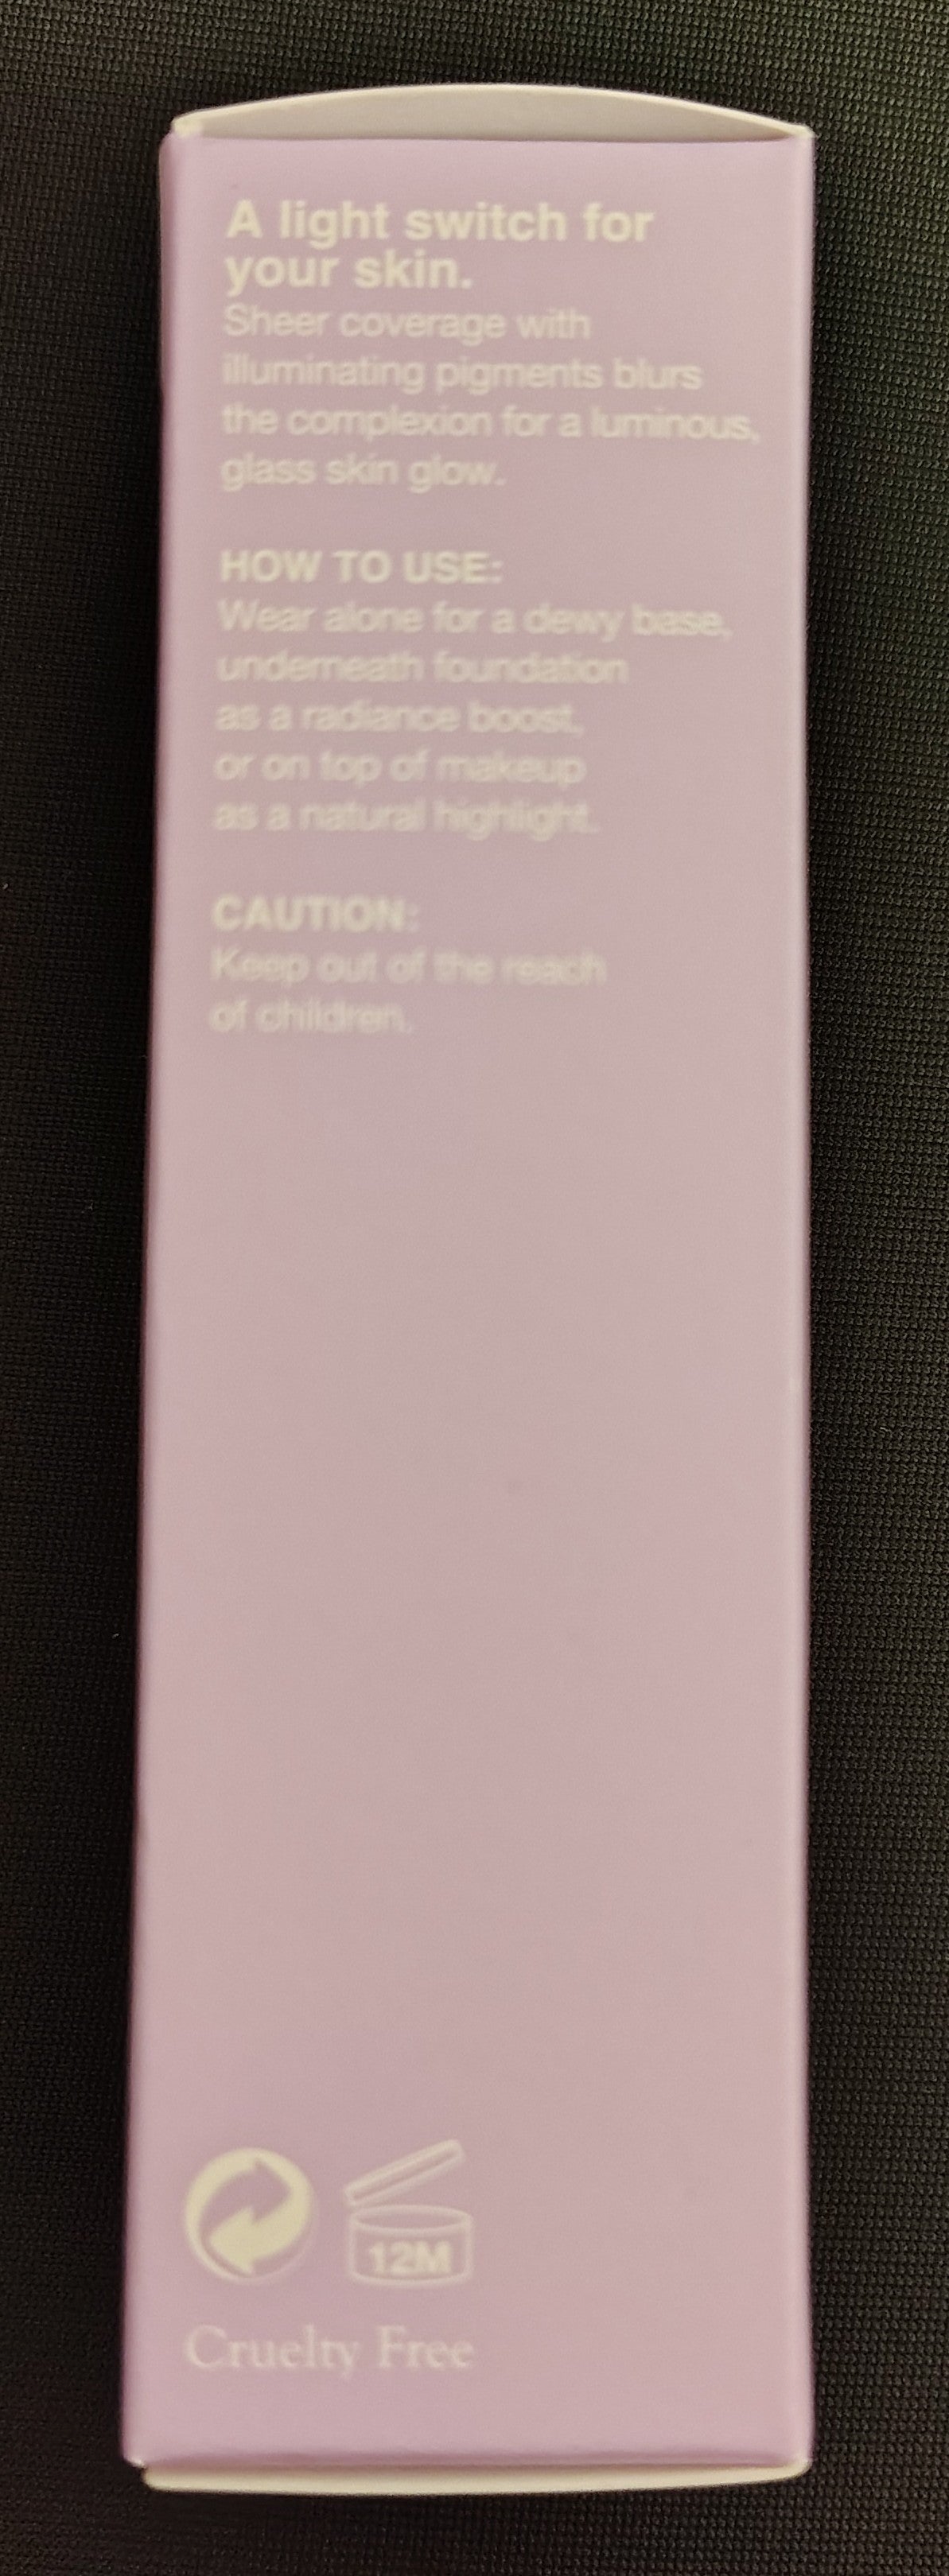 A light switch for
your skin.
Sheer coverage with
illuminating pigments blurs
the complexion for a luminous,
glass skin glow.
HOW TO USE:
Wear alone for a dewy base,
underneath foundation
as a radiance boost,
or on top of makeup
as a natural highlight.
CAUTION:
Keep out of the reach
of children.
12M
Cruelty Free